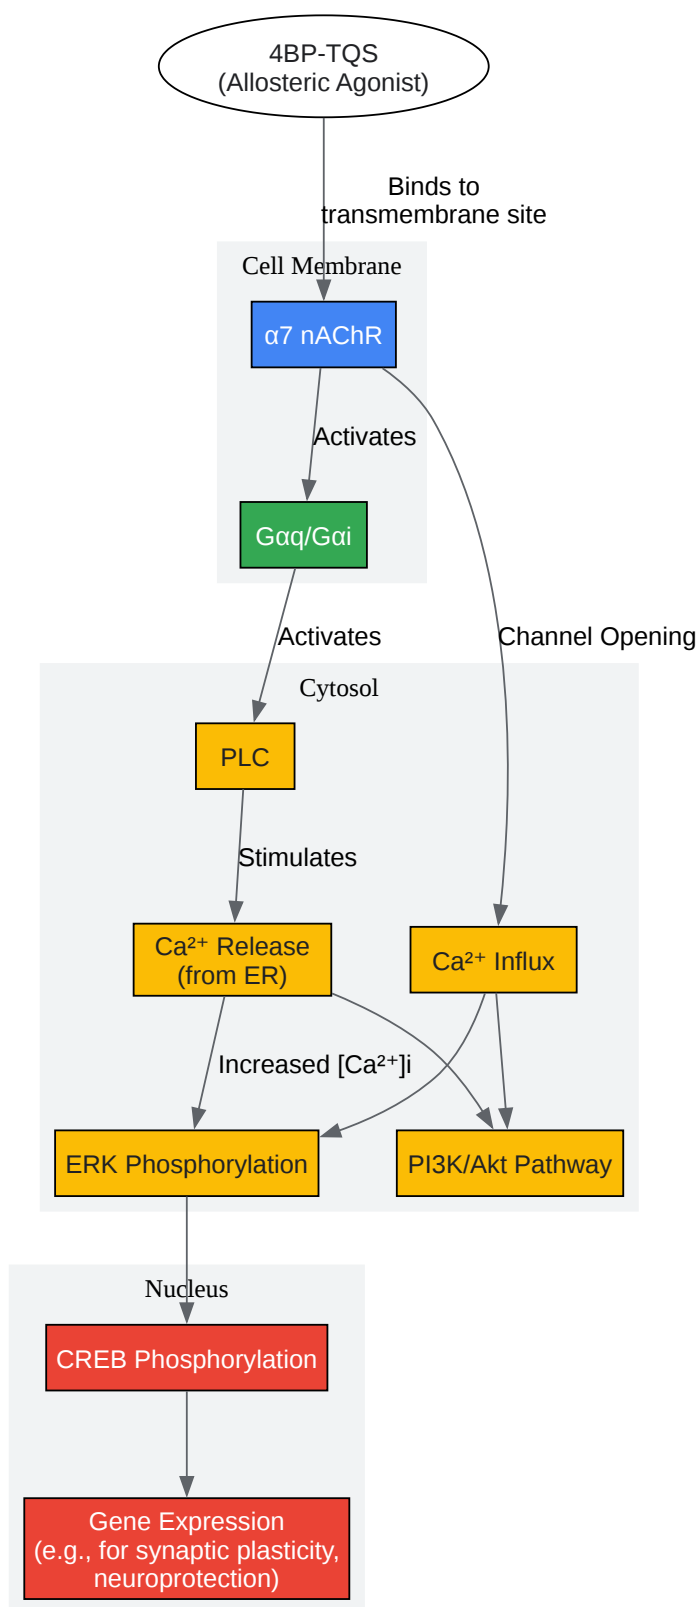 4BP-TQS
(Allosteric Agonist)
Binds to
transmembrane site
Cell Membrane
α7 nAChR
Activates
Gαq/Gαi
Activates
Channel Opening
Cytosol
PLC
Stimulates
Ca²⁺ Release
(from ER)
Ca²⁺ Influx
Increased [Ca²⁺]i
ERK Phosphorylation
PI3K/Akt Pathway
Nucleus
CREB Phosphorylation
Gene Expression
(e.g., for synaptic plasticity,
neuroprotection)